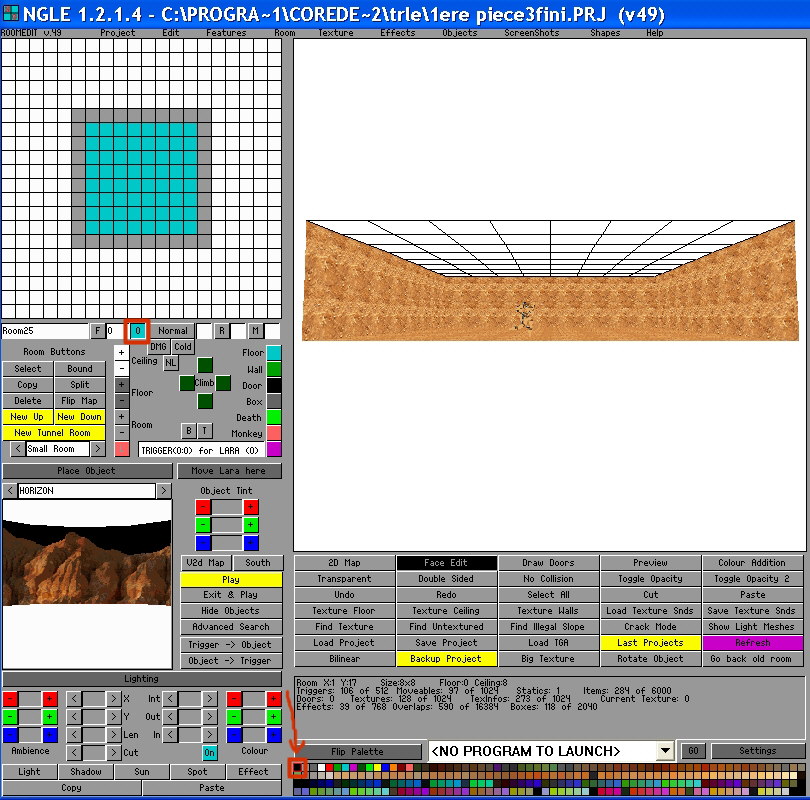 NGLE 1.2.1.4 - C:\PROGRA~1\COREDE~2\trle\1ere piece3fini.PRJ (v49)
ROOMEDIT v.49 Project Edit Features Room Texture Effects Objects ScreenShots Shapes Help
Room25 F 0 O Normal R M
Room Buttons + Ceiling DMG Cold NL Floor
Select Bound - Wall
Copy Split + Floor Climb Door
Delete Flip Map - Box
New Up New Down + Room Death
New Tunnel Room - B T Monkey
< Small Room > TRIGGER(0:0) for LARA (0)
Place Object Move Lara here
< HORIZON > Object Tint
- +
- +
- +
V2d Map South
Play
Exit & Play
Hide Objects
Advanced Search
Trigger -> Object
Object -> Trigger
2D Map Face Edit Draw Doors Preview Colour Addition
Transparent Double Sided No Collision Toggle Opacity Toggle Opacity 2
Undo Redo Select All Cut Paste
Texture Floor Texture Ceiling Texture Walls Load Texture Snds Save Texture Snds
Find Texture Find Untextured Find Illegal Slope Crack Mode Show Light Meshes
Load Project Save Project Load TGA Last Projects Refresh
Bilinear Backup Project Big Texture Rotate Object Go back old room
Lighting
- + < > X Int < > - +
- + < > Y Out < > - +
- + < > Len In < > - +
Ambience < > Cut On Colour
Light Shadow Sun Spot Effect
Copy Paste
Room X:1 Y:17 Size:8x8 Floor:0 Ceiling:8
Triggers: 106 of 512 Moveables: 97 of 1024 Statics: 1 Items: 284 of 6000
Doors: 0 Textures: 128 of 1024 TexInfos: 273 of 1024 Current Texture: 0
Effects: 39 of 768 Overlaps: 590 of 16384 Boxes: 118 of 2040
Flip Palette <NO PROGRAM TO LAUNCH> GO Settings